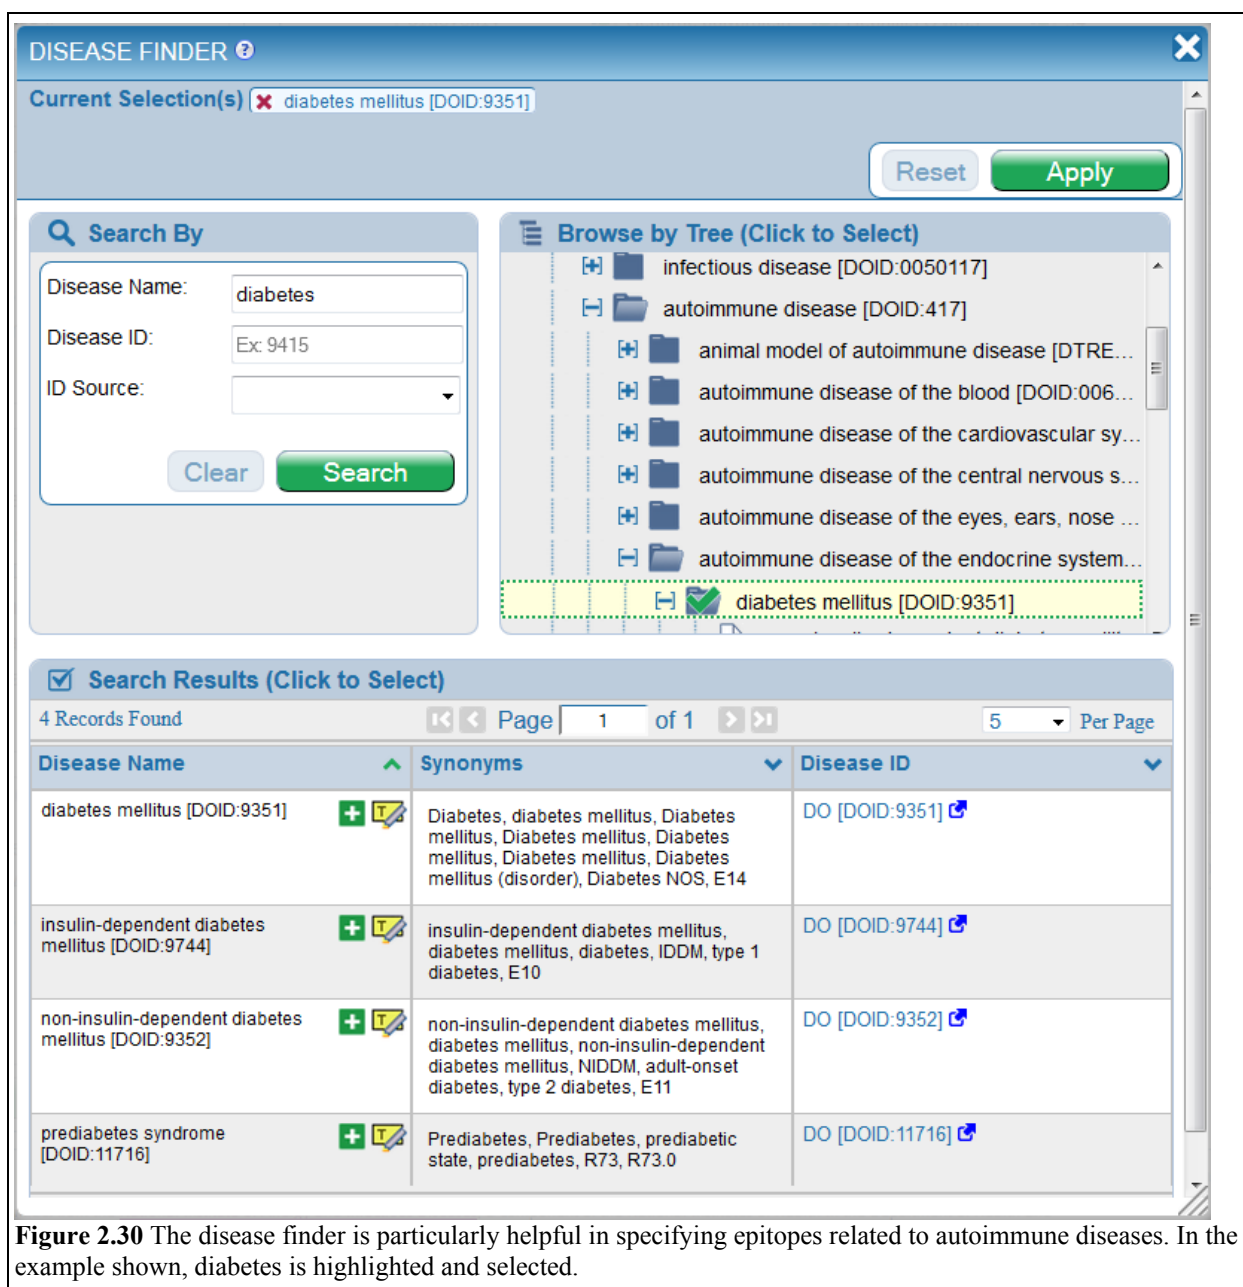 DISEASE FINDER
Current Selection(s) diabetes mellitus [DOID:9351]
Reset Apply
Search By
Disease Name: diabetes
Disease ID: Ex: 9415
ID Source:
Clear Search
Browse by Tree (Click to Select)
infectious disease [DOID:0050117]
autoimmune disease [DOID:417]
animal model of autoimmune disease [DTRE...
autoimmune disease of the blood [DOID:006...
autoimmune disease of the cardiovascular sy...
autoimmune disease of the central nervous s...
autoimmune disease of the eyes, ears, nose ...
autoimmune disease of the endocrine system...
diabetes mellitus [DOID:9351]
Search Results (Click to Select)
4 Records Found Page 1 of 1 5 Per Page
Disease Name Synonyms Disease ID
diabetes mellitus [DOID:9351]
Diabetes, diabetes mellitus, Diabetes
mellitus, Diabetes mellitus, Diabetes
mellitus, Diabetes mellitus, Diabetes
mellitus (disorder), Diabetes NOS, E14
DO [DOID:9351]
insulin-dependent diabetes
mellitus [DOID:9744]
insulin-dependent diabetes mellitus,
diabetes mellitus, diabetes, IDDM, type 1
diabetes, E10
DO [DOID:9744]
non-insulin-dependent diabetes
mellitus [DOID:9352]
non-insulin-dependent diabetes mellitus,
diabetes mellitus, non-insulin-dependent
diabetes mellitus, NIDDM, adult-onset
diabetes, type 2 diabetes, E11
DO [DOID:9352]
prediabetes syndrome
[DOID:11716]
Prediabetes, Prediabetes, prediabetic
state, prediabetes, R73, R73.0
DO [DOID:11716]
Figure 2.30 The disease finder is particularly helpful in specifying epitopes related to autoimmune diseases. In the
example shown, diabetes is highlighted and selected.